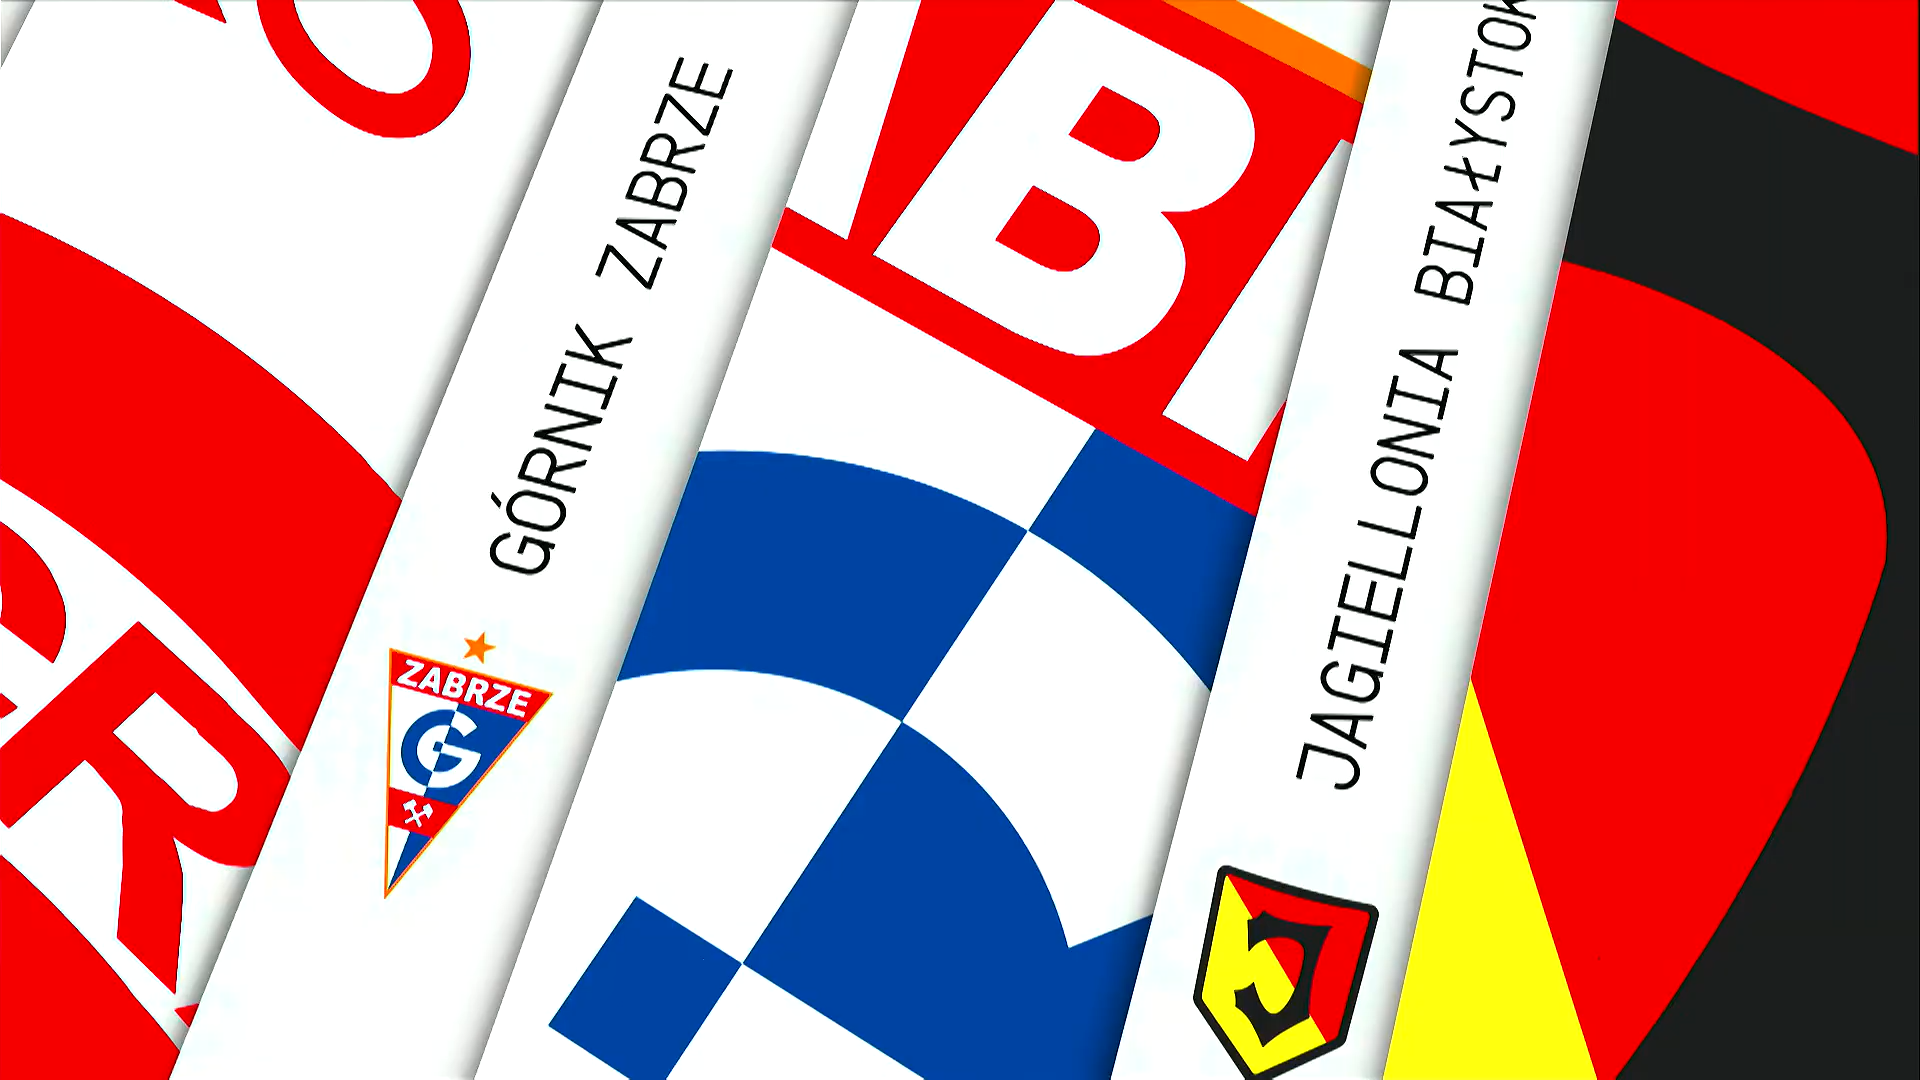 GÓRNIK ZABRZE
ZABRZE
G
JAGIELLONIA BIAŁYSTOK
J